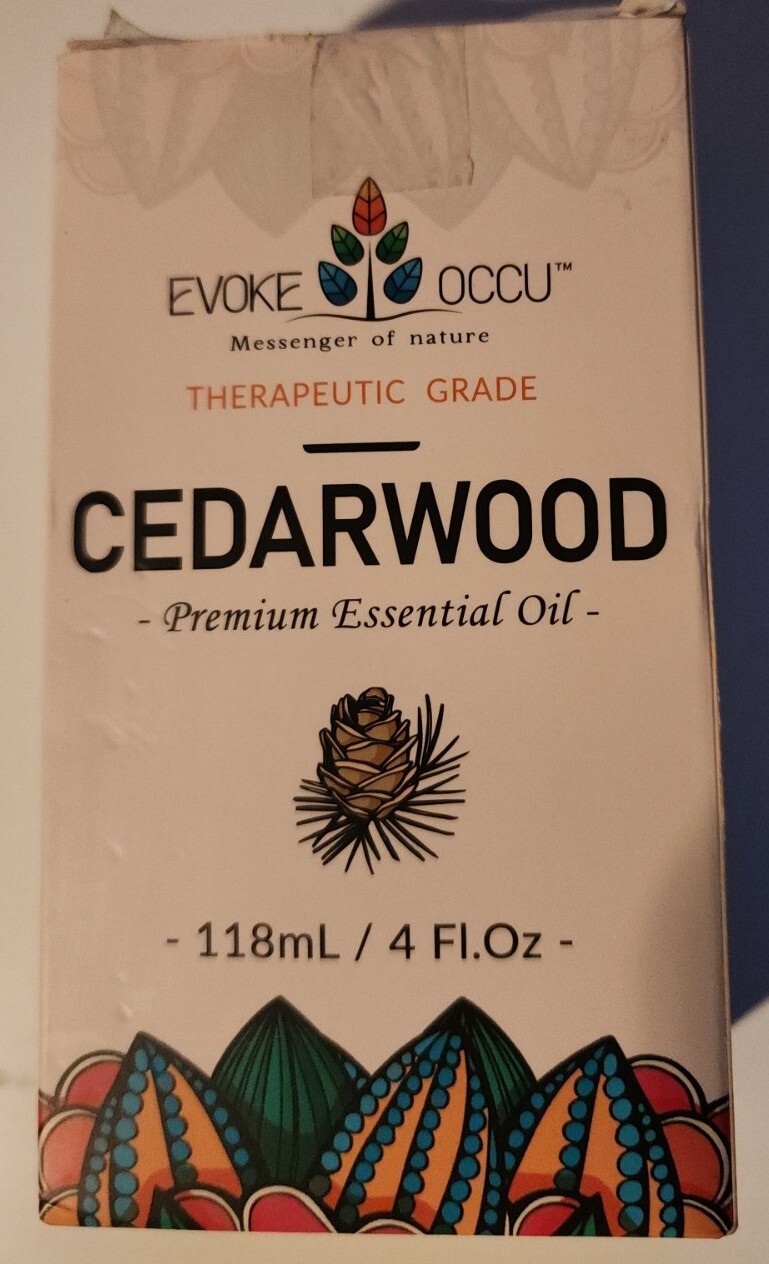 EVOKE OCCU™
Messenger of nature
THERAPEUTIC GRADE
CEDARWOOD
- Premium Essential Oil -
- 118mL / 4 Fl.Oz -